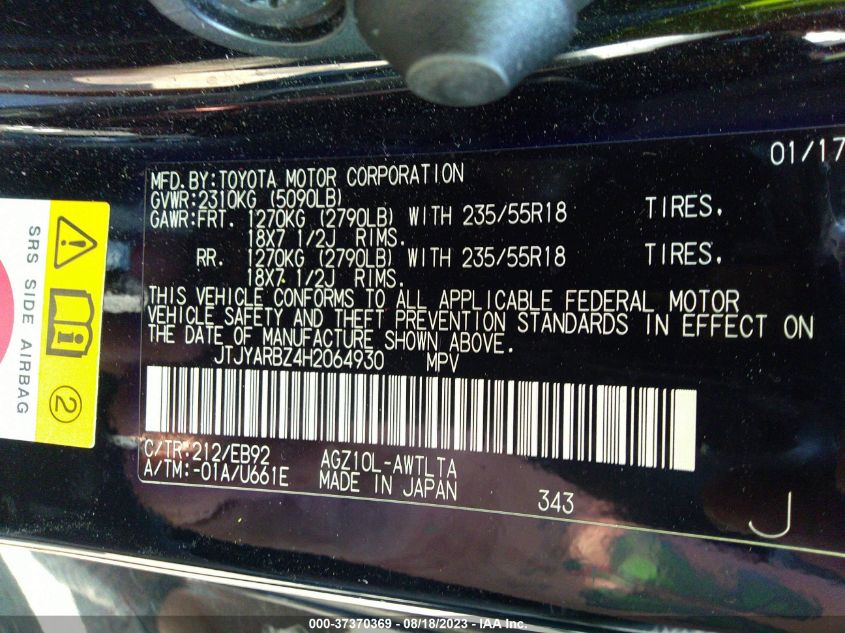 01/17
MFD.BY:TOYOTA MOTOR CORPORATION
GVWR:2310KG (5090LB)
GAWR:FRT. 1270KG (2790LB) WITH 235/55R18 TIRES.
18X7 1/2J RIMS.
RR. 1270KG (2790LB) WITH 235/55R18 TIRES.
18X7 1/2J RIMS.
THIS VEHICLE CONFORMS TO ALL APPLICABLE FEDERAL MOTOR
VEHICLE SAFETY AND THEFT PREVENTION STANDARDS IN EFFECT ON
THE DATE OF MANUFACTURE SHOWN ABOVE.
JTJYARBZ4H2064930 MPV
C/TR:212/EB92 AGZ10L-AWTLTA
A/TM:-01A/U661E MADE IN JAPAN 343
J
SRS SIDE AIRBAG
2
000-37370369 - 08/18/2023 - IAA Inc.